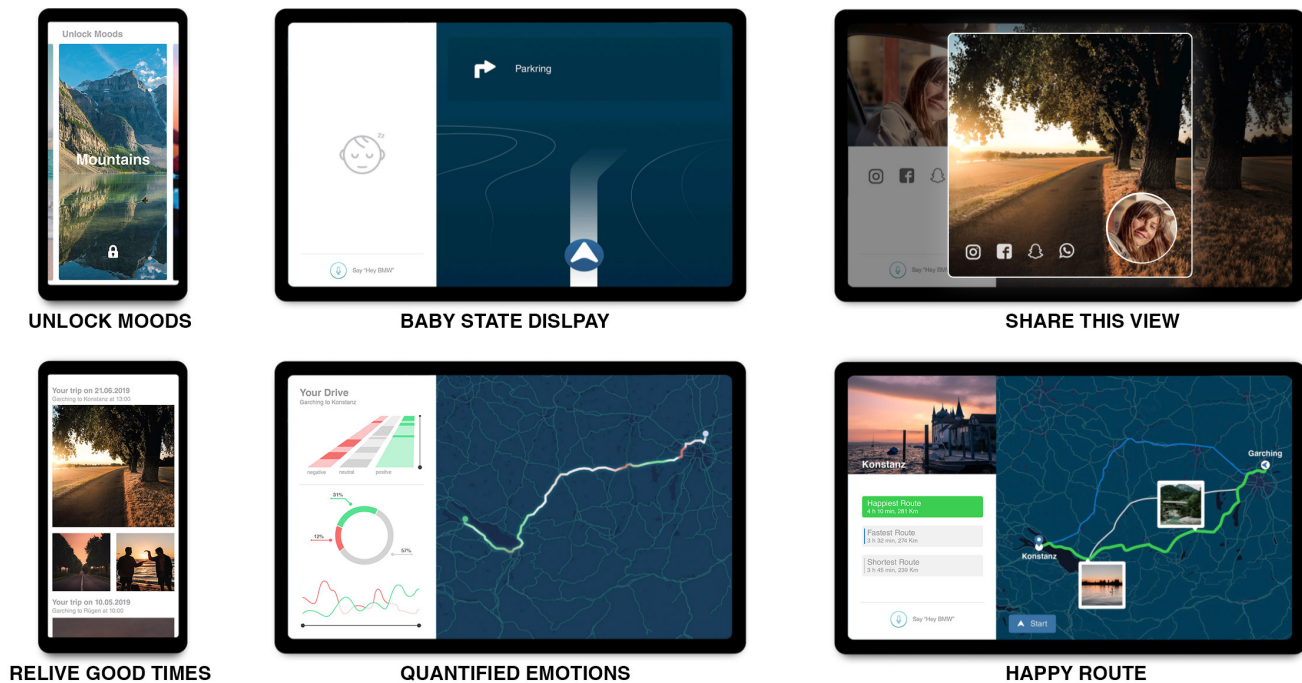 Unlock Moods
Mountains
UNLOCK MOODS
Parkring
Zz
Say "Hey BMW"
BABY STATE DISLPAY
Say "Hey BM
SHARE THIS VIEW
Your trip on 21.06.2019
Garching to Konstanz at 13:00
Your trip on 10.05.2019
Garching to Rügen at 10:00
RELIVE GOOD TIMES
Your Drive
Garching to Konstanz
negative neutral positive
31%
12%
57%
QUANTIFIED EMOTIONS
Konstanz
Happiest Route
4 h 10 min, 281 Km
Fastest Route
3 h 32 min, 274 Km
Shortest Route
3 h 45 min, 239 Km
Say "Hey BMW"
Garching
Konstanz
Start
HAPPY ROUTE